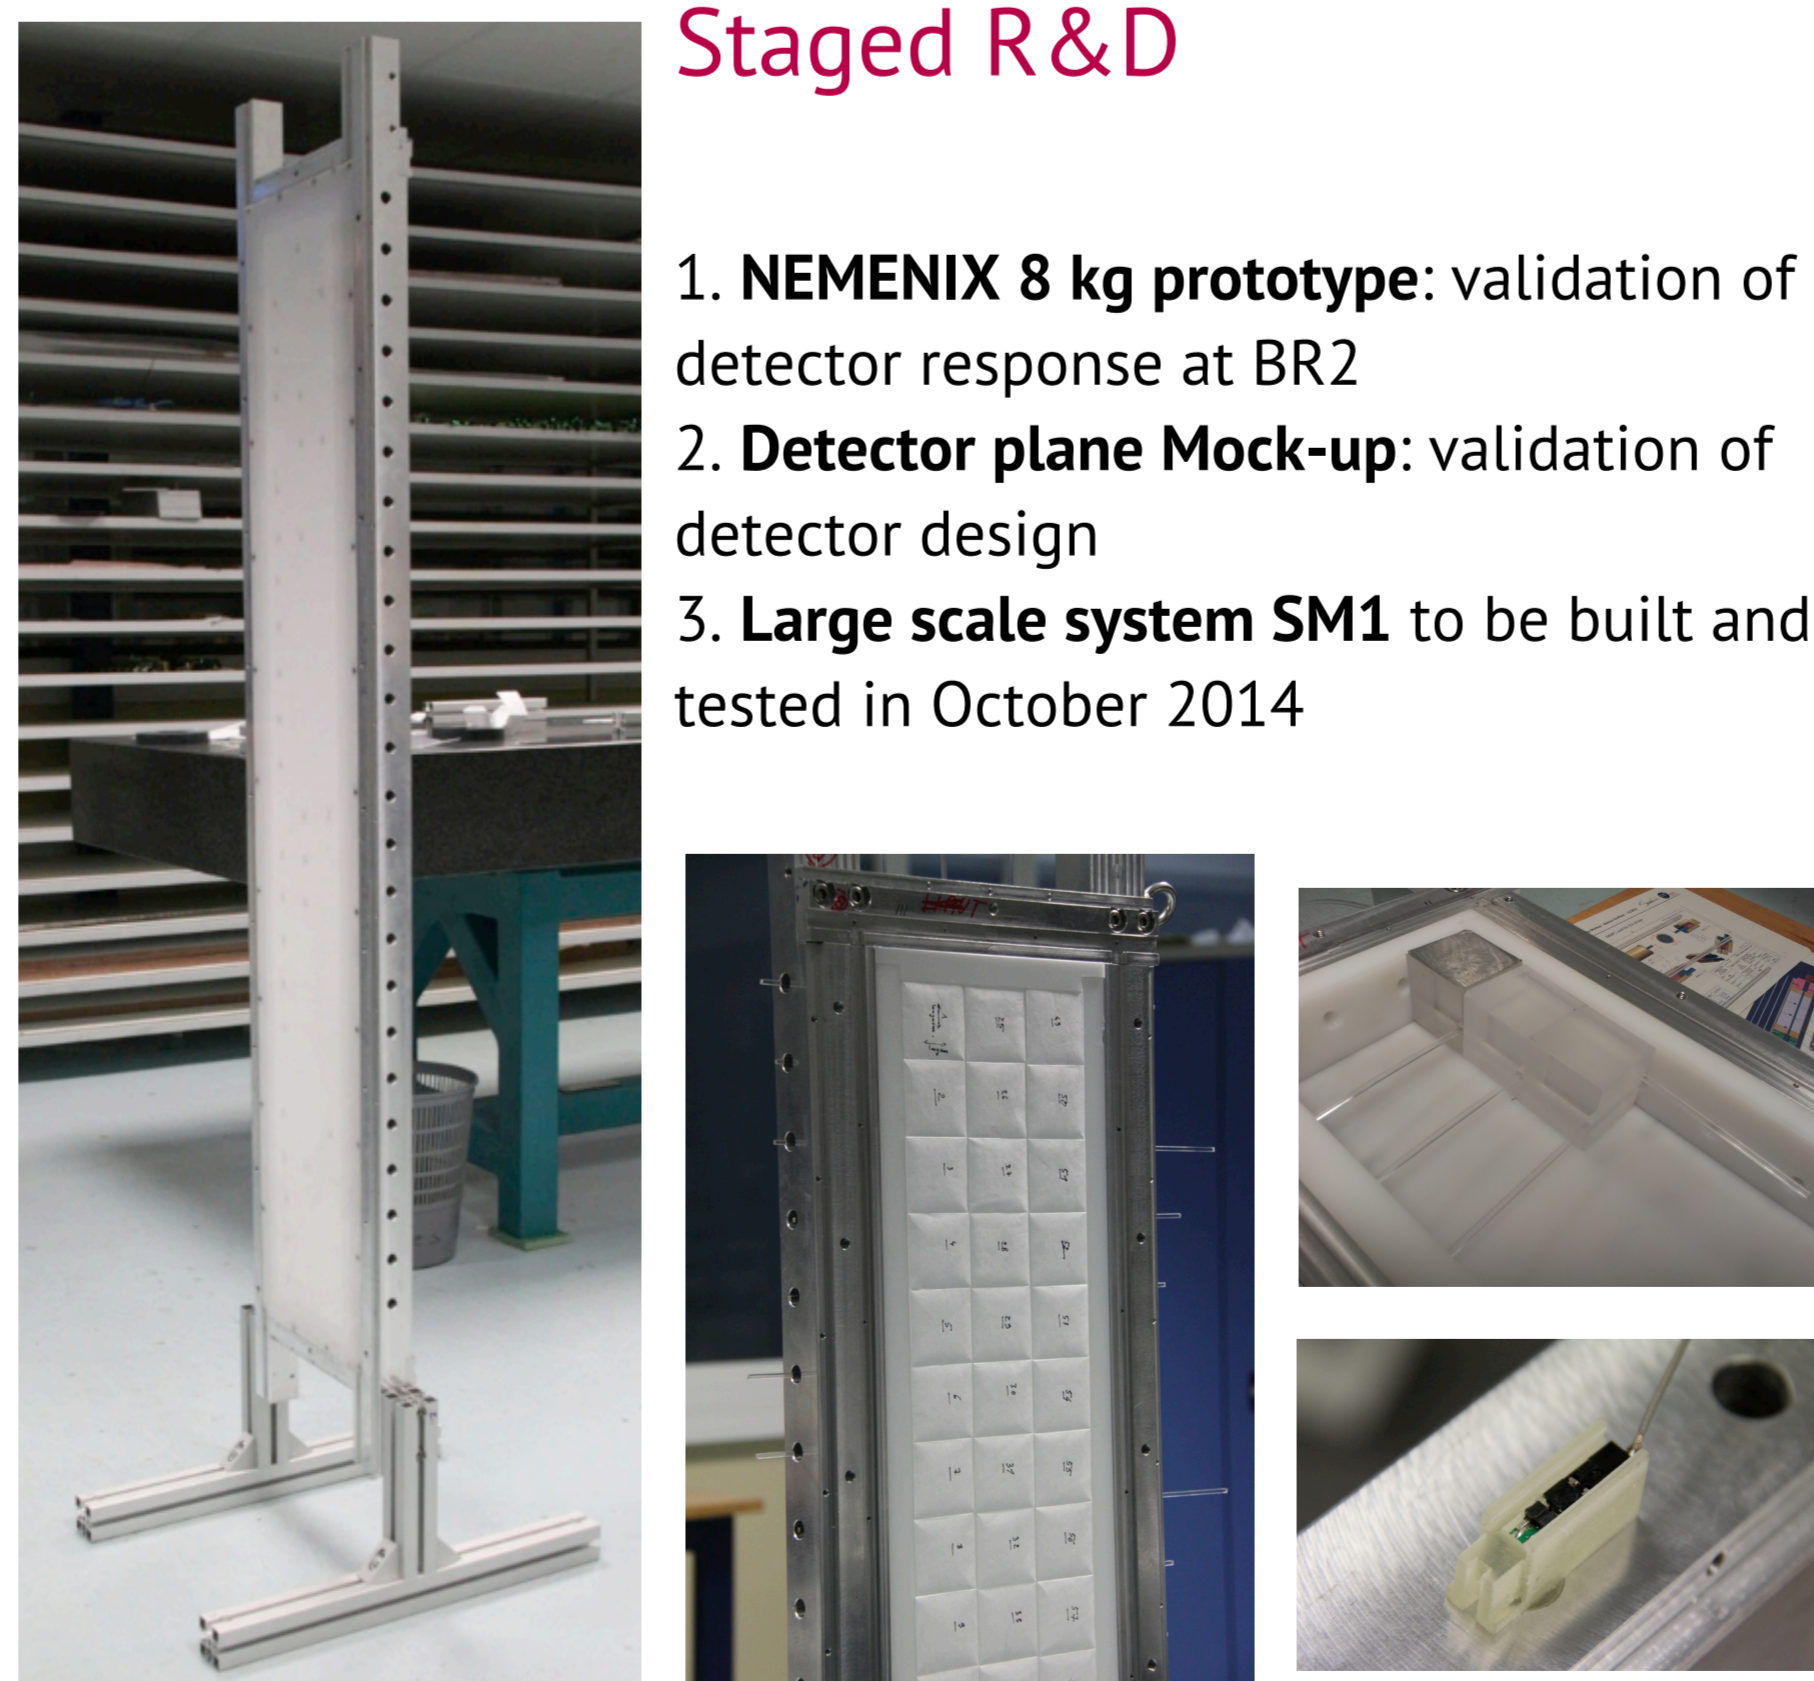 Staged R&D
1. NEMENIX 8 kg prototype: validation of
detector response at BR2
2. Detector plane Mock-up: validation of
detector design
3. Large scale system SM1 to be built and
tested in October 2014